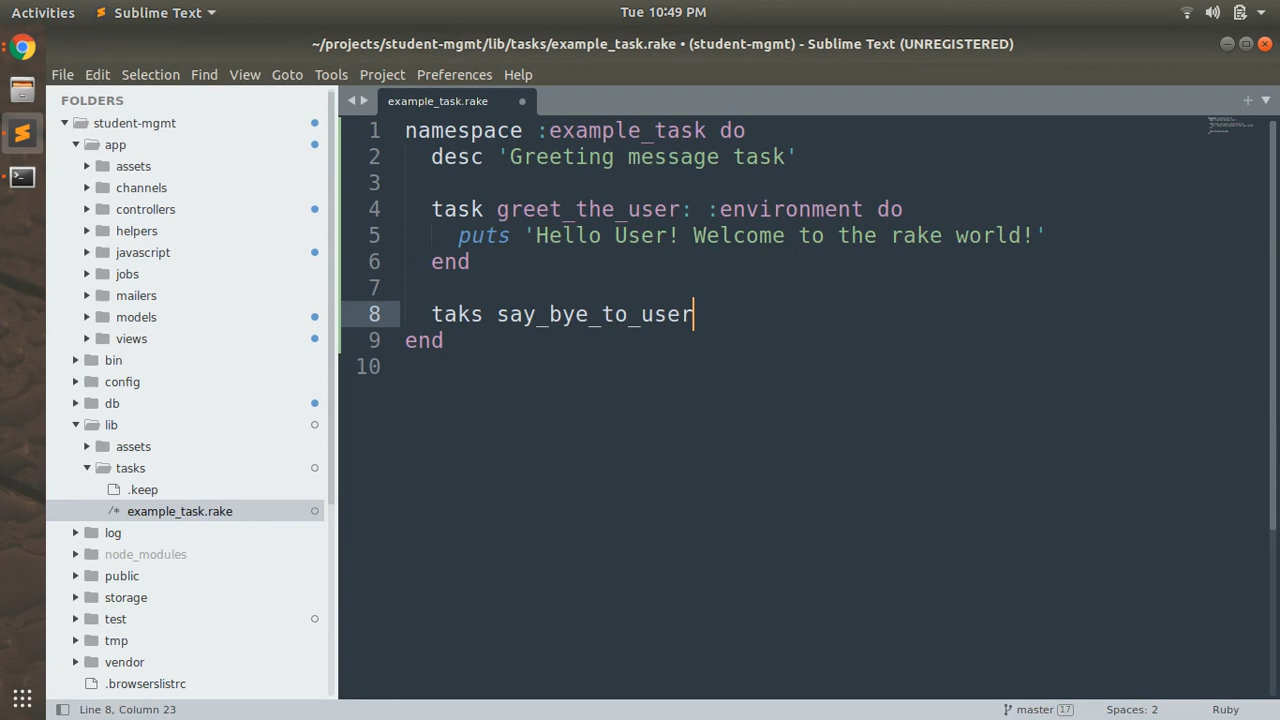 Activities Sublime Text Tue 10:49 PM
~/projects/student-mgmt/lib/tasks/example_task.rake • (student-mgmt) - Sublime Text (UNREGISTERED)
File Edit Selection Find View Goto Tools Project Preferences Help
FOLDERS
student-mgmt
app
assets
channels
controllers
helpers
javascript
jobs
mailers
models
views
bin
config
db
lib
assets
tasks
.keep
/* example_task.rake
log
node_modules
public
storage
test
tmp
vendor
.browserslistrc
example_task.rake
1 namespace :example_task do
2 desc 'Greeting message task'
3
4 task greet_the_user: :environment do
5 puts 'Hello User! Welcome to the rake world!'
6 end
7
8 taks say_bye_to_user
9 end
10
Line 8, Column 23 master 17 Spaces: 2 Ruby